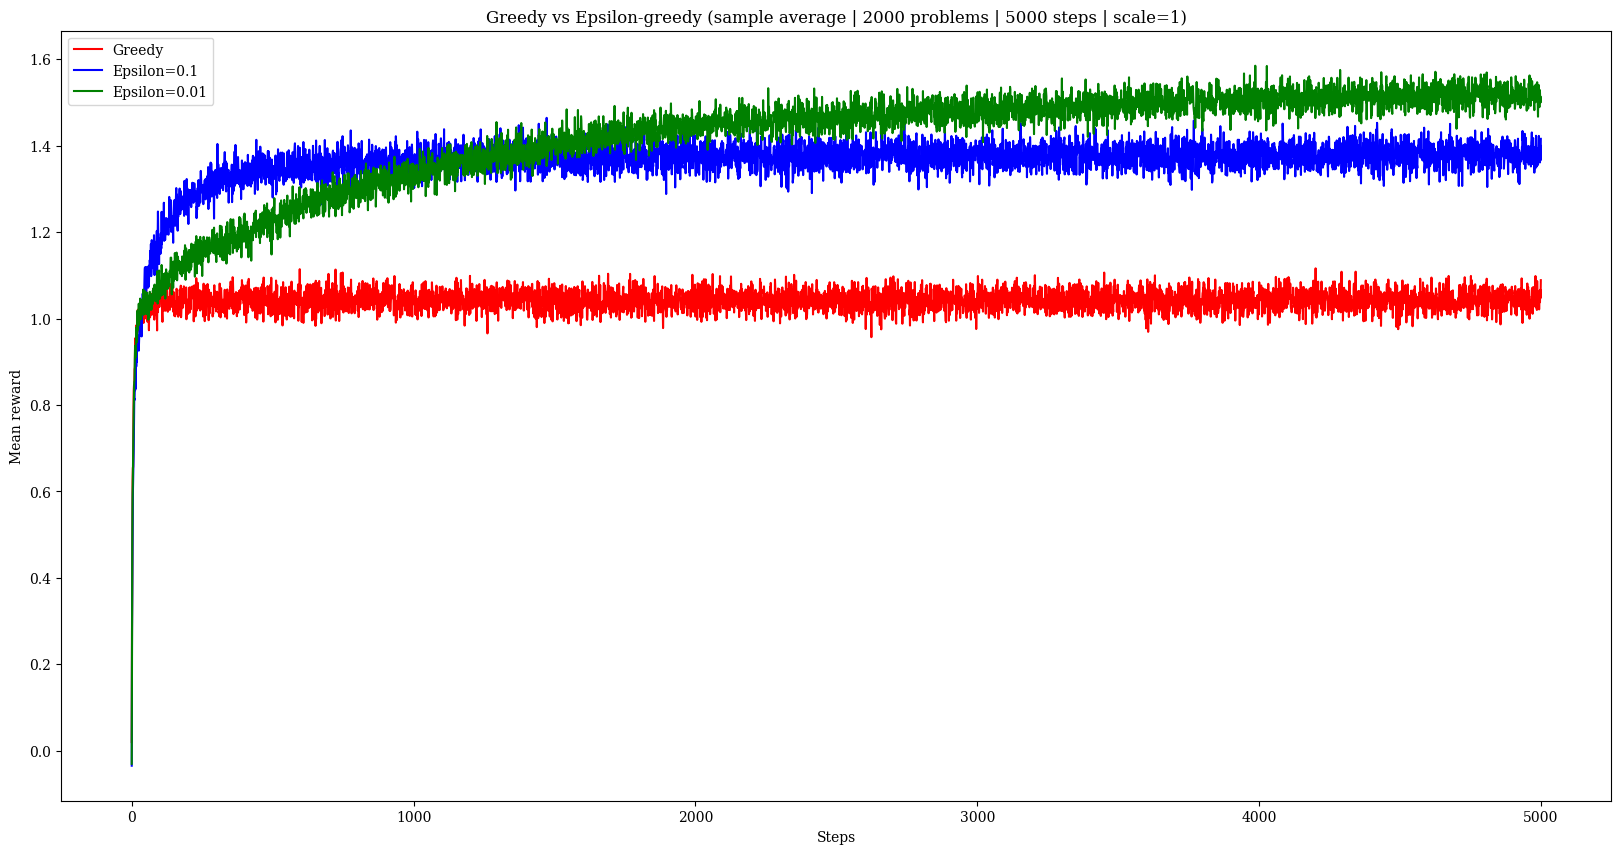 Greedy vs Epsilon-greedy (sample average | 2000 problems | 5000 steps | scale=1)
Greedy
Epsilon=0.1
Epsilon=0.01
Mean reward
1.6
1.4
1.2
1.0
0.8
0.6
0.4
0.2
0.0
0 1000 2000 3000 4000 5000
Steps